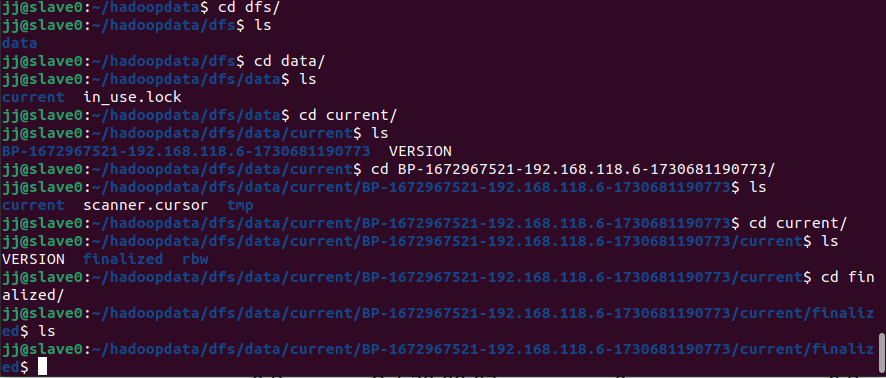 jj@slave0:~/hadoopdata$ cd dfs/
jj@slave0:~/hadoopdata/dfs$ ls
data
jj@slave0:~/hadoopdata/dfs$ cd data/
jj@slave0:~/hadoopdata/dfs/data$ ls
current  in_use.lock
jj@slave0:~/hadoopdata/dfs/data$ cd current/
jj@slave0:~/hadoopdata/dfs/data/current$ ls
BP-1672967521-192.168.118.6-1730681190773  VERSION
jj@slave0:~/hadoopdata/dfs/data/current$ cd BP-1672967521-192.168.118.6-1730681190773/
jj@slave0:~/hadoopdata/dfs/data/current/BP-1672967521-192.168.118.6-1730681190773$ ls
current  scanner.cursor  tmp
jj@slave0:~/hadoopdata/dfs/data/current/BP-1672967521-192.168.118.6-1730681190773$ cd current/
jj@slave0:~/hadoopdata/dfs/data/current/BP-1672967521-192.168.118.6-1730681190773/current$ ls
VERSION  finalized  rbw
jj@slave0:~/hadoopdata/dfs/data/current/BP-1672967521-192.168.118.6-1730681190773/current$ cd fin
alized/
jj@slave0:~/hadoopdata/dfs/data/current/BP-1672967521-192.168.118.6-1730681190773/current/finaliz
ed$ ls
jj@slave0:~/hadoopdata/dfs/data/current/BP-1672967521-192.168.118.6-1730681190773/current/finaliz
ed$